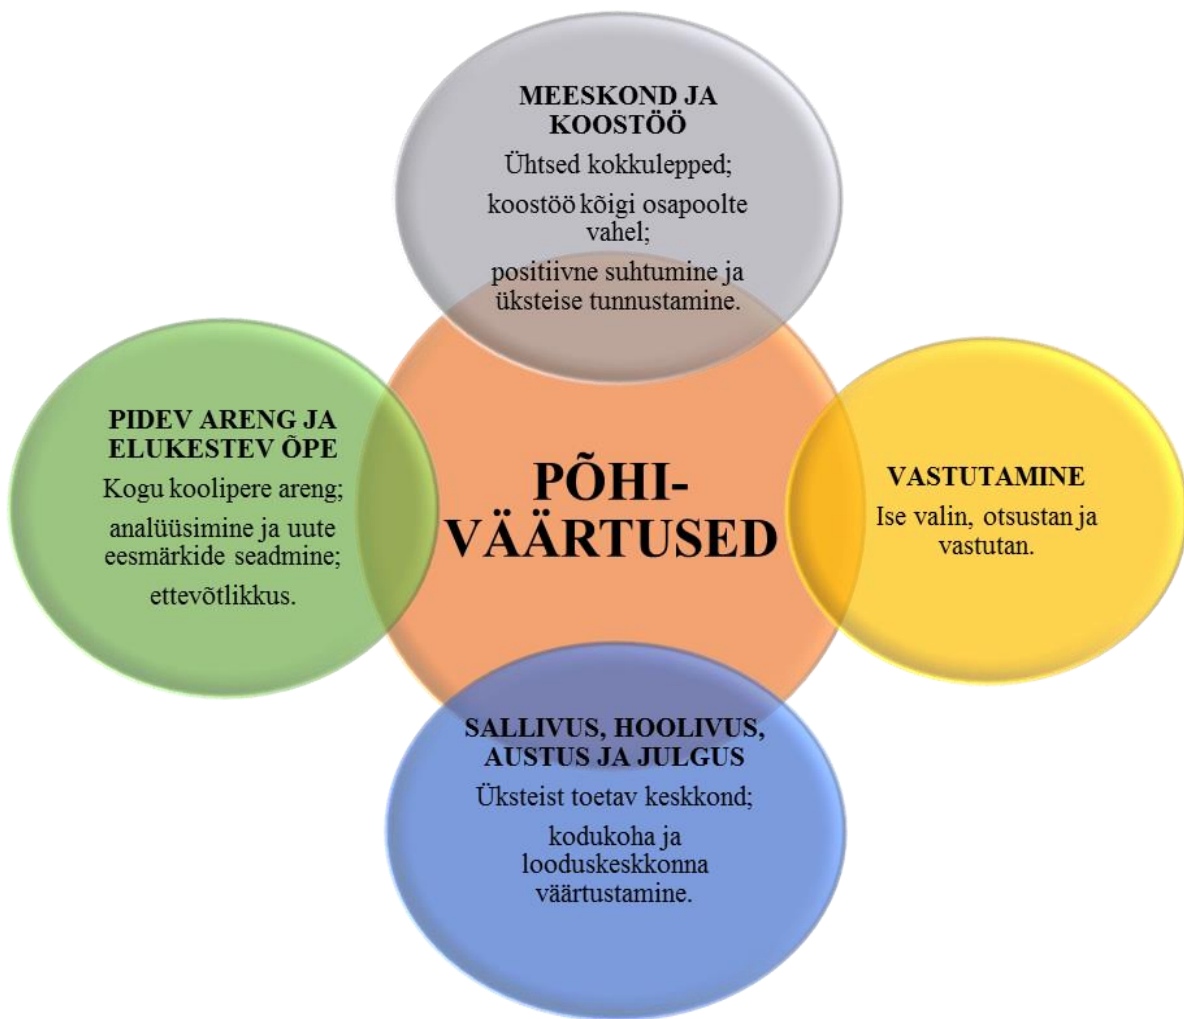 MEESKOND JA
KOOSTÖÖ
Ühtsed kokkulepped;
koostöö kõigi osapoolte
vahel;
positiivne suhtumine ja
üksteise tunnustamine.
PIDEV ARENG JA
ELUKESTEV ÕPE
Kogu koolipere areng;
analüüsimine ja uute
eesmärkide seadmine;
ettevõtlikkus.
PÕHI-
VÄÄRTUSED
VASTUTAMINE
Ise valin, otsustan ja
vastutan.
SALLIVUS, HOOLIVUS,
AUSTUS JA JULGUS
Üksteist toetav keskkond;
kodukoha ja
looduskeskkonna
väärtustamine.